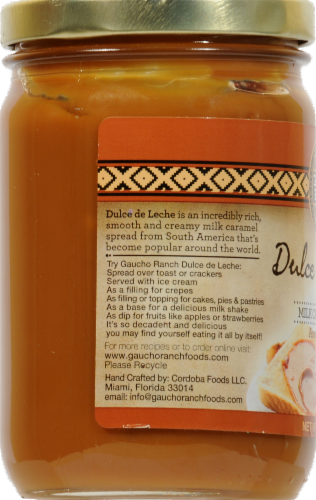 Dulce de Leche is an incredibly rich,
smooth and creamy milk caramel
spread from South America that's
become popular around the world.
Try Gaucho Ranch Dulce de Leche:
Spread over toast or crackers
Served with ice cream
As a filling for crepes
As filling or topping for cakes, pies & pastries
As a base for a delicious milk shake
As dip for fruits like apples or strawberries
It's so decadent and delicious
you may find yourself eating it all by itself!
For more recipes or to order online visit:
www.gauchoranchfoods.com
Please Recycle
Hand Crafted by: Cordoba Foods LLC.
Miami, Florida 33014
email: info@gauchoranchfoods.com
Dulce
MILK
NET